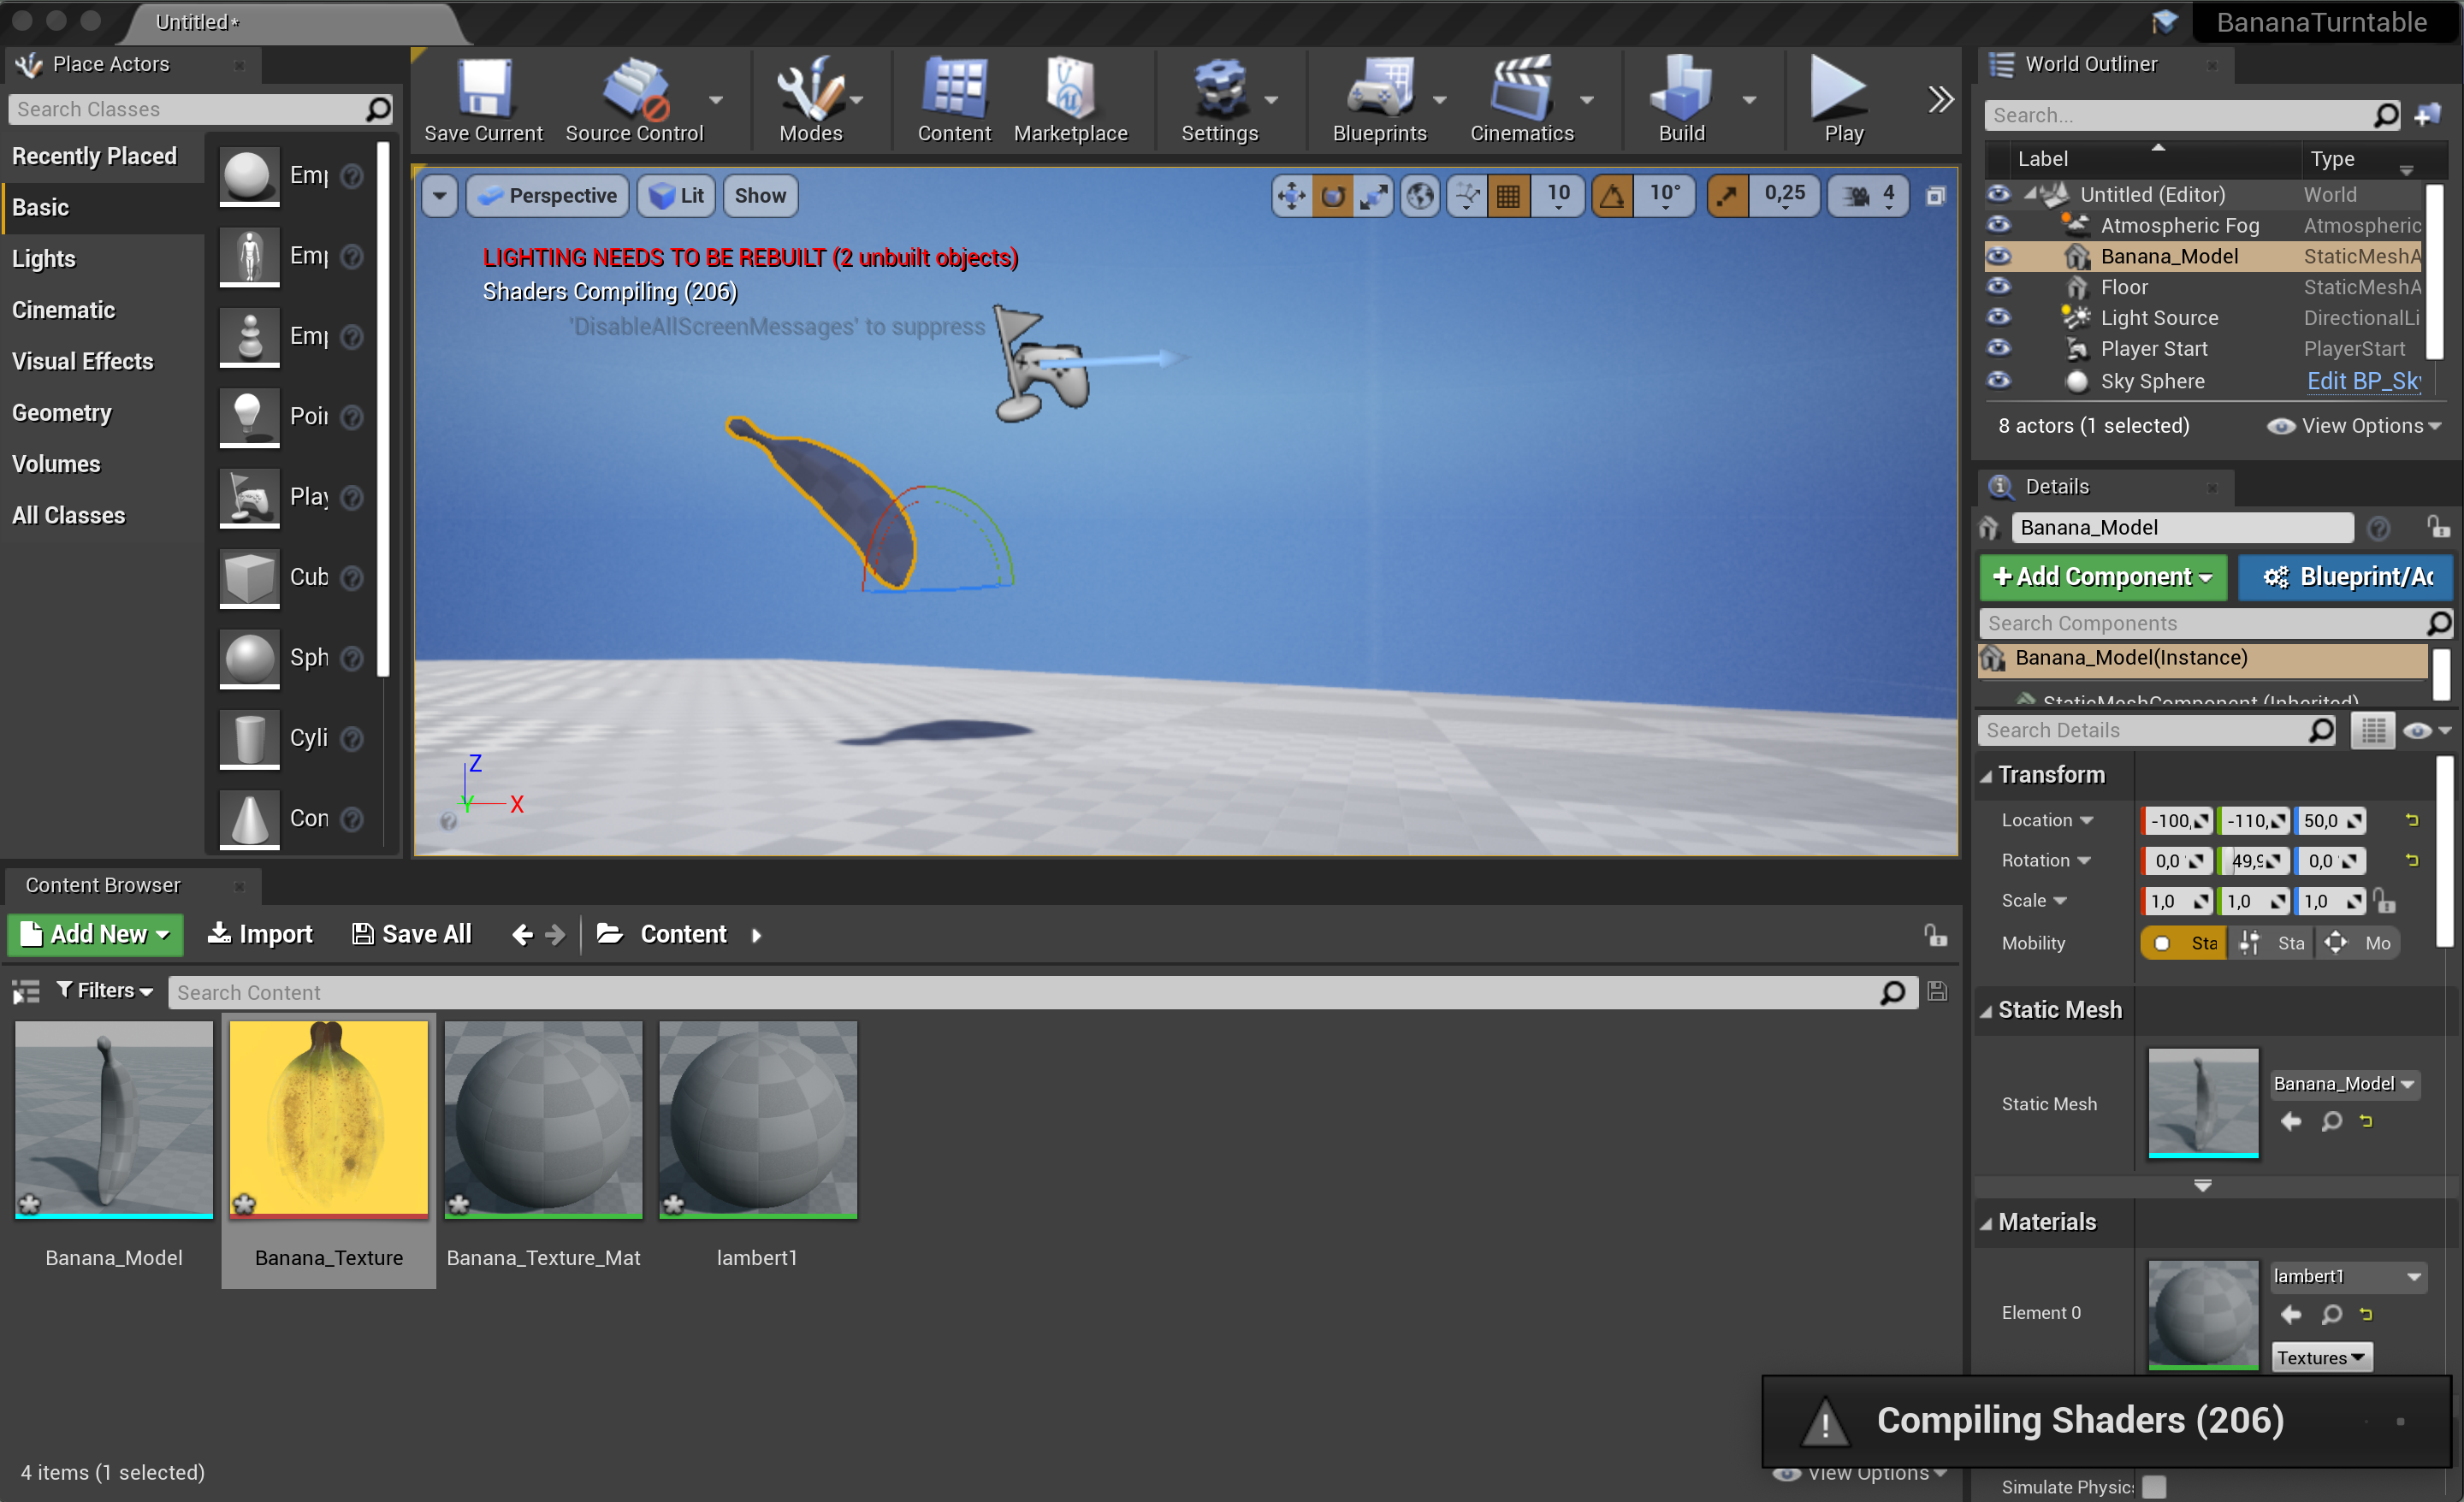 Untitled*
BananaTurntable
Place Actors
Search Classes
Recently Placed
Basic
Lights
Cinematic
Visual Effects
Geometry
Volumes
All Classes
Emp
Emp
Emp
Poi
Play
Cub
Sph
Cyli
Con
Save Current
Source Control
Modes
Content
Marketplace
Settings
Blueprints
Cinematics
Build
Play
Perspective
Lit
Show
10
10°
0,25
4
LIGHTING NEEDS TO BE REBUILT (2 unbuilt objects)
Shaders Compiling (206)
'DisableAllScreenMessages' to suppress
Z
Y
X
World Outliner
Search...
Label Type
Untitled (Editor) World
Atmospheric Fog Atmospheric
Banana_Model StaticMeshA
Floor StaticMeshA
Light Source DirectionalLi
Player Start PlayerStart
Sky Sphere Edit BP_Sk
8 actors (1 selected) View Options
Details
Banana_Model
Add Component Blueprint/Ac
Search Components
Banana_Model(Instance)
StaticMeshComponent (Inherited)
Search Details
Transform
Location -100, -110, 50,0
Rotation 0,0 49,9 0,0
Scale 1,0 1,0 1,0
Mobility Sta Sta Mo
Static Mesh
Static Mesh
Banana_Model
Materials
Element 0
lambert1
Textures
Simulate Physic
Content Browser
Add New Import Save All Content
Filters Search Content
Banana_Model
Banana_Texture
Banana_Texture_Mat
lambert1
4 items (1 selected)
View Options
Compiling Shaders (206)